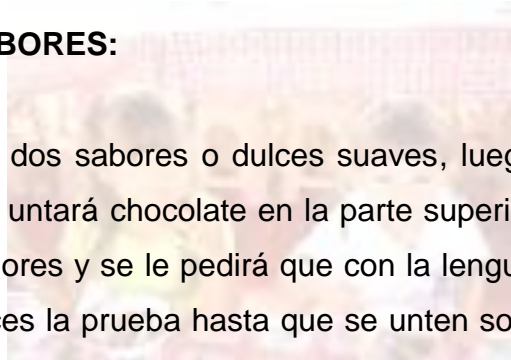 BORES:
dos sabores o dulces suaves, lueg
untará chocolate en la parte superi
ores y se le pedirá que con la lengu
ces la prueba hasta que se unten so